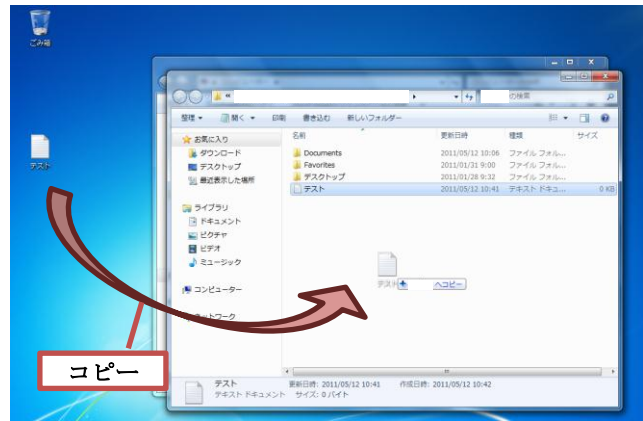 ごみ箱
テスト
の検索
整理
開く
印刷
書き込む
新しいフォルダー
お気に入り
ダウンロード
デスクトップ
最近表示した場所
ライブラリ
ドキュメント
ピクチャ
ビデオ
ミュージック
コンピューター
ネットワーク
名前 更新日時 種類 サイズ
Documents 2011/05/12 10:06 ファイル フォル...
Favorites 2011/01/31 9:00 ファイル フォル...
デスクトップ 2011/01/28 9:32 ファイル フォル...
テスト 2011/05/12 10:41 テキスト ドキュ... 0 KB
テスト
へコピー
コピー
テスト 更新日時: 2011/05/12 10:41 作成日時: 2011/05/12 10:42
テキスト ドキュメント サイズ: 0 バイト